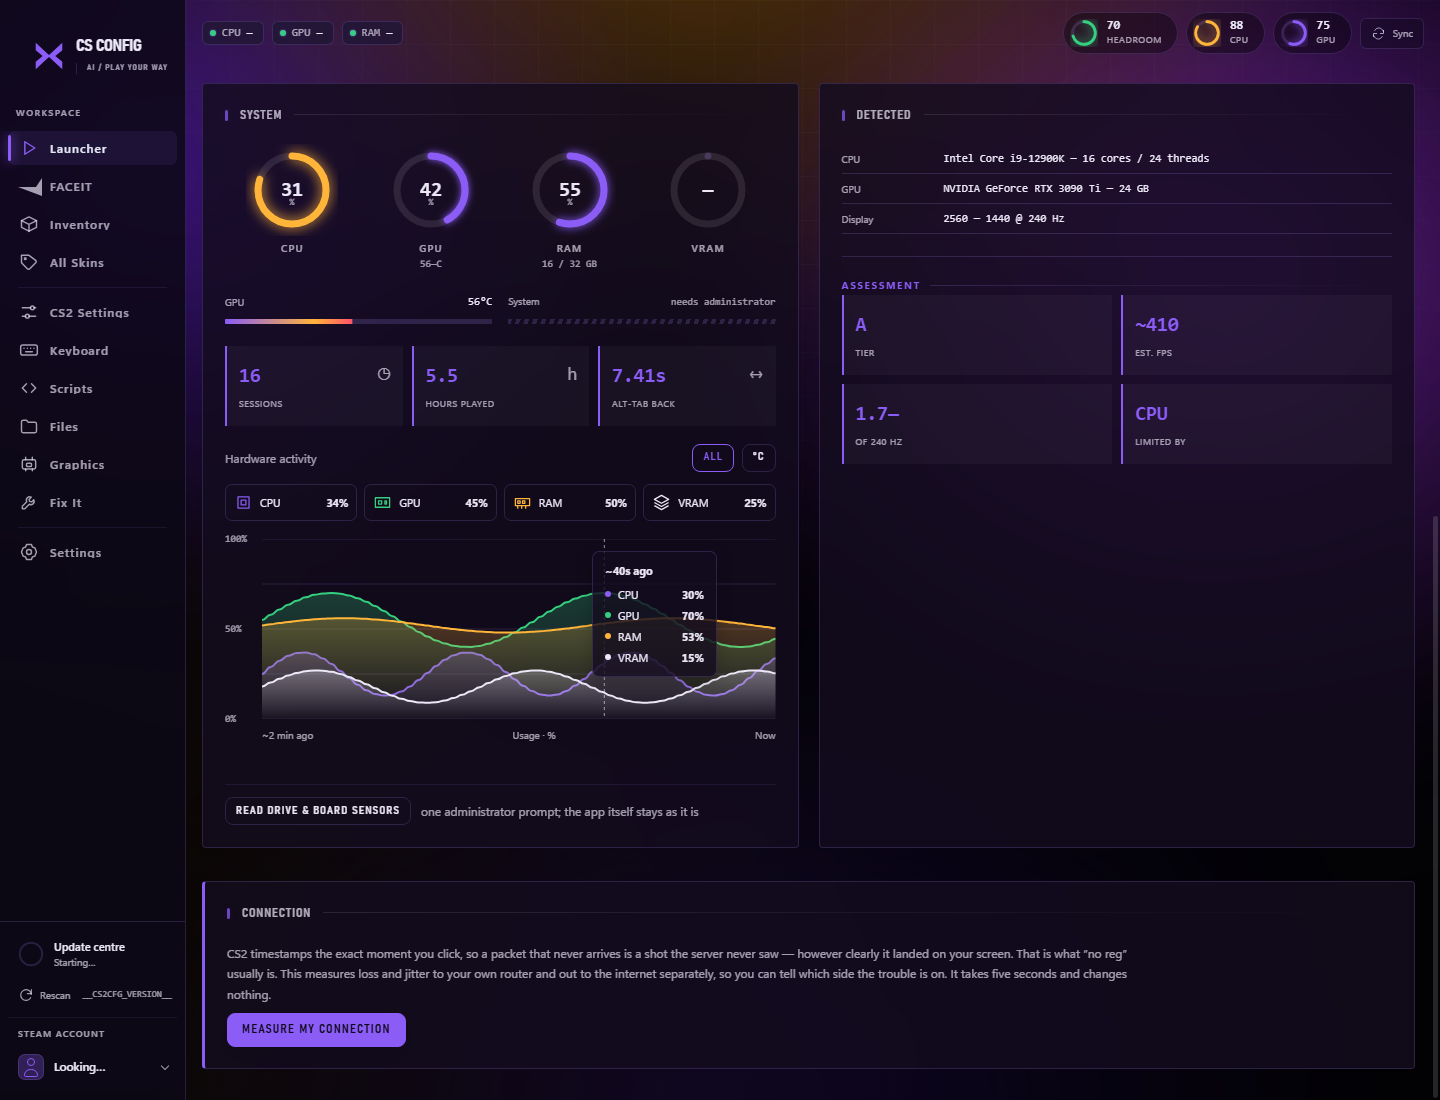 CS CONFIG
AI / PLAY YOUR WAY
WORKSPACE
Launcher
FACEIT
Inventory
All Skins
CS2 Settings
Keyboard
Scripts
Files
Graphics
Fix It
Settings
Update centre
Starting...
Rescan __CS2CFG_VERSION__
STEAM ACCOUNT
Looking...
CPU —
GPU —
RAM —
70
HEADROOM
88
CPU
75
GPU
Sync
SYSTEM
31
%
CPU
42
%
GPU
56—C
55
%
RAM
16 / 32 GB
—
VRAM
GPU 56°C
System needs administrator
16
SESSIONS
5.5 h
HOURS PLAYED
7.41s
ALT-TAB BACK
Hardware activity
ALL
°C
CPU 34%
GPU 45%
RAM 50%
VRAM 25%
100%
50%
0%
~40s ago
CPU 30%
GPU 70%
RAM 53%
VRAM 15%
~2 min ago
Usage · %
Now
READ DRIVE & BOARD SENSORS
one administrator prompt; the app itself stays as it is
DETECTED
CPU Intel Core i9-12900K — 16 cores / 24 threads
GPU NVIDIA GeForce RTX 3090 Ti — 24 GB
Display 2560 — 1440 @ 240 Hz
ASSESSMENT
A
TIER
~410
EST. FPS
1.7—
OF 240 HZ
CPU
LIMITED BY
CONNECTION
CS2 timestamps the exact moment you click, so a packet that never arrives is a shot the server never saw — however clearly it landed on your screen. That is what “no reg”
usually is. This measures loss and jitter to your own router and out to the internet separately, so you can tell which side the trouble is on. It takes five seconds and changes
nothing.
MEASURE MY CONNECTION